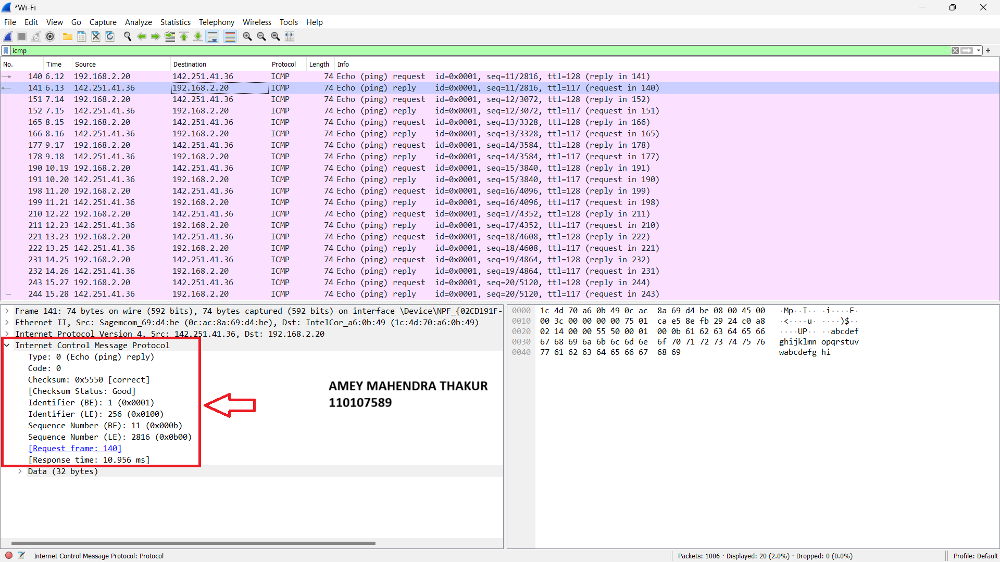 *Wi-Fi
File Edit View Go Capture Analyze Statistics Telephony Wireless Tools Help
icmp
No. Time Source Destination Protocol Length Info
140 6.12 192.168.2.20 142.251.41.36 ICMP 74 Echo (ping) request id=0x0001, seq=11/2816, ttl=128 (reply in 141)
141 6.13 142.251.41.36 192.168.2.20 ICMP 74 Echo (ping) reply id=0x0001, seq=11/2816, ttl=117 (request in 140)
151 7.14 192.168.2.20 142.251.41.36 ICMP 74 Echo (ping) request id=0x0001, seq=12/3072, ttl=128 (reply in 152)
152 7.15 142.251.41.36 192.168.2.20 ICMP 74 Echo (ping) reply id=0x0001, seq=12/3072, ttl=117 (request in 151)
165 8.15 192.168.2.20 142.251.41.36 ICMP 74 Echo (ping) request id=0x0001, seq=13/3328, ttl=128 (reply in 166)
166 8.16 142.251.41.36 192.168.2.20 ICMP 74 Echo (ping) reply id=0x0001, seq=13/3328, ttl=117 (request in 165)
177 9.17 192.168.2.20 142.251.41.36 ICMP 74 Echo (ping) request id=0x0001, seq=14/3584, ttl=128 (reply in 178)
178 9.18 142.251.41.36 192.168.2.20 ICMP 74 Echo (ping) reply id=0x0001, seq=14/3584, ttl=117 (request in 177)
190 10.19 192.168.2.20 142.251.41.36 ICMP 74 Echo (ping) request id=0x0001, seq=15/3840, ttl=128 (reply in 191)
191 10.20 142.251.41.36 192.168.2.20 ICMP 74 Echo (ping) reply id=0x0001, seq=15/3840, ttl=117 (request in 190)
198 11.20 192.168.2.20 142.251.41.36 ICMP 74 Echo (ping) request id=0x0001, seq=16/4096, ttl=128 (reply in 199)
199 11.21 142.251.41.36 192.168.2.20 ICMP 74 Echo (ping) reply id=0x0001, seq=16/4096, ttl=117 (request in 198)
210 12.22 192.168.2.20 142.251.41.36 ICMP 74 Echo (ping) request id=0x0001, seq=17/4352, ttl=128 (reply in 211)
211 12.23 142.251.41.36 192.168.2.20 ICMP 74 Echo (ping) reply id=0x0001, seq=17/4352, ttl=117 (request in 210)
221 13.23 192.168.2.20 142.251.41.36 ICMP 74 Echo (ping) request id=0x0001, seq=18/4608, ttl=128 (reply in 222)
222 13.25 142.251.41.36 192.168.2.20 ICMP 74 Echo (ping) reply id=0x0001, seq=18/4608, ttl=117 (request in 221)
231 14.25 192.168.2.20 142.251.41.36 ICMP 74 Echo (ping) request id=0x0001, seq=19/4864, ttl=128 (reply in 232)
232 14.26 142.251.41.36 192.168.2.20 ICMP 74 Echo (ping) reply id=0x0001, seq=19/4864, ttl=117 (request in 231)
243 15.27 192.168.2.20 142.251.41.36 ICMP 74 Echo (ping) request id=0x0001, seq=20/5120, ttl=128 (reply in 244)
244 15.28 142.251.41.36 192.168.2.20 ICMP 74 Echo (ping) reply id=0x0001, seq=20/5120, ttl=117 (request in 243)
Frame 141: 74 bytes on wire (592 bits), 74 bytes captured (592 bits) on interface \Device\NPF_{02CD191F-
Ethernet II, Src: Sagemcom_69:d4:be (0c:ac:8a:69:d4:be), Dst: IntelCor_a6:0b:49 (1c:4d:70:a6:0b:49)
Internet Protocol Version 4, Src: 142.251.41.36, Dst: 192.168.2.20
Internet Control Message Protocol
Type: 0 (Echo (ping) reply)
Code: 0
Checksum: 0x5550 [correct]
[Checksum Status: Good]
Identifier (BE): 1 (0x0001)
Identifier (LE): 256 (0x0100)
Sequence Number (BE): 11 (0x000b)
Sequence Number (LE): 2816 (0x0b00)
[Request frame: 140]
[Response time: 10.956 ms]
Data (32 bytes)
AMEY MAHENDRA THAKUR
110107589
0000 1c 4d 70 a6 0b 49 0c ac 8a 69 d4 be 08 00 45 00 ·Mp··I·· ·i····E·
0010 00 3c 00 00 00 00 75 01 ca e5 8e fb 29 24 c0 a8 ·<····u· ····)$··
0020 02 14 00 00 55 50 00 01 00 0b 61 62 63 64 65 66 ····UP·· ··abcdef
0030 67 68 69 6a 6b 6c 6d 6e 6f 70 71 72 73 74 75 76 ghijklmn opqrstuv
0040 77 61 62 63 64 65 66 67 68 69 wabcdefg hi
Internet Control Message Protocol: Protocol
Packets: 1006 · Displayed: 20 (2.0%) · Dropped: 0 (0.0%)
Profile: Default